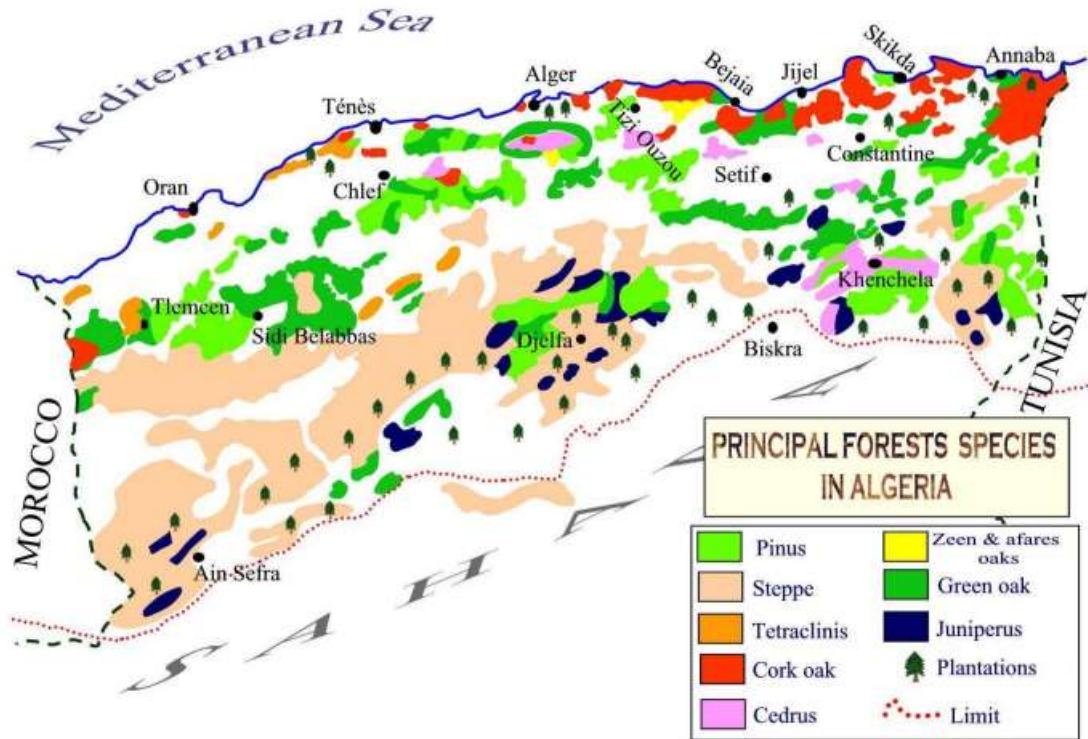 Mediterranean Sea
Alger
Ténès
Oran
Chlef
Tizi Ouzou
Bejaia
Jijel
Skikda
Annaba
Constantine
Setif
Khenchela
Tlemcen
Sidi Belabbas
Djelfa
Biskra
Ain Sefra
MOROCCO
TUNISIA
SAHARA
PRINCIPAL FORESTS SPECIES
IN ALGERIA
Pinus
Steppe
Tetraclinis
Cork oak
Cedrus
Zeen & afares
oaks
Green oak
Juniperus
Plantations
Limit